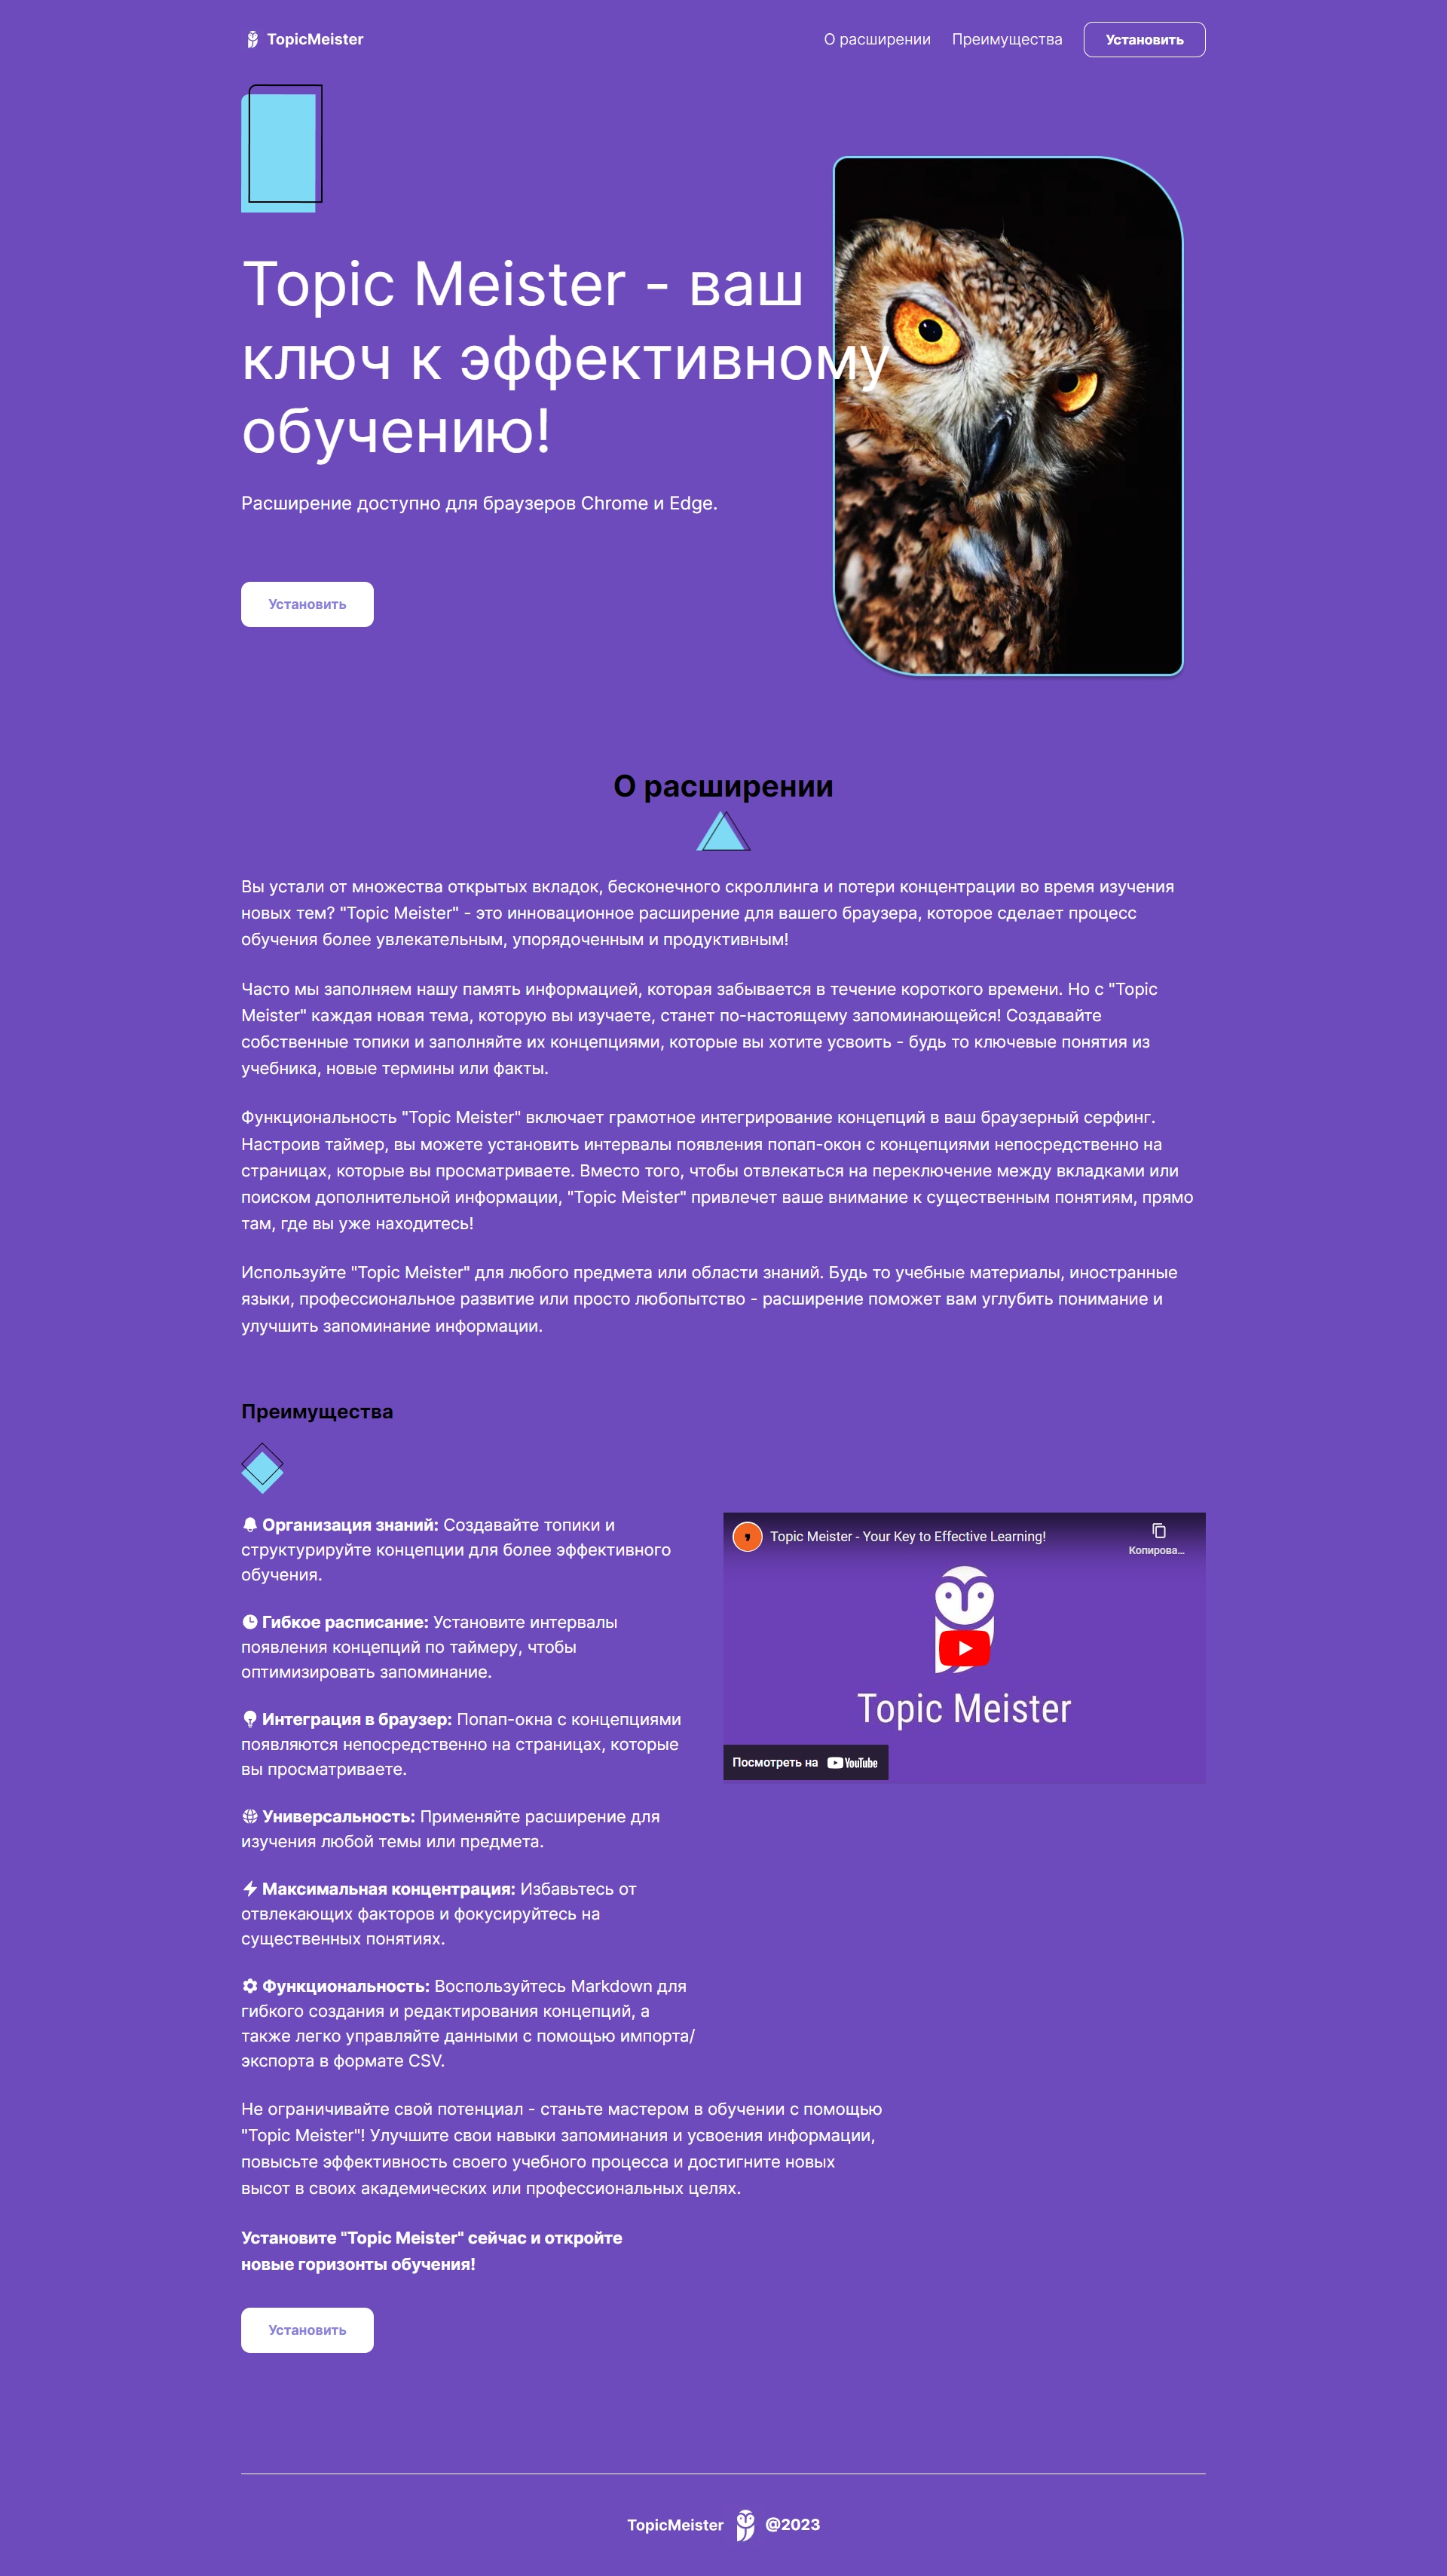 TopicMeister
О расширении
Преимущества
Установить
Topic Meister - ваш
ключ к эффективному
обучению!
Расширение доступно для браузеров Chrome и Edge.
Установить
О расширении
Вы устали от множества открытых вкладок, бесконечного скроллинга и потери концентрации во время изучения
новых тем? "Topic Meister" - это инновационное расширение для вашего браузера, которое сделает процесс
обучения более увлекательным, упорядоченным и продуктивным!
Часто мы заполняем нашу память информацией, которая забывается в течение короткого времени. Но с "Topic
Meister" каждая новая тема, которую вы изучаете, станет по-настоящему запоминающейся! Создавайте
собственные топики и заполняйте их концепциями, которые вы хотите усвоить - будь то ключевые понятия из
учебника, новые термины или факты.
Функциональность "Topic Meister" включает грамотное интегрирование концепций в ваш браузерный серфинг.
Настроив таймер, вы можете установить интервалы появления попап-окон с концепциями непосредственно на
страницах, которые вы просматриваете. Вместо того, чтобы отвлекаться на переключение между вкладками или
поиском дополнительной информации, "Topic Meister" привлечет ваше внимание к существенным понятиям, прямо
там, где вы уже находитесь!
Используйте "Topic Meister" для любого предмета или области знаний. Будь то учебные материалы, иностранные
языки, профессиональное развитие или просто любопытство - расширение поможет вам углубить понимание и
улучшить запоминание информации.
Преимущества
Организация знаний: Создавайте топики и
структурируйте концепции для более эффективного
обучения.
Гибкое расписание: Установите интервалы
появления концепций по таймеру, чтобы
оптимизировать запоминание.
Интеграция в браузер: Попап-окна с концепциями
появляются непосредственно на страницах, которые
вы просматриваете.
Универсальность: Применяйте расширение для
изучения любой темы или предмета.
Максимальная концентрация: Избавьтесь от
отвлекающих факторов и фокусируйтесь на
существенных понятиях.
Функциональность: Воспользуйтесь Markdown для
гибкого создания и редактирования концепций, а
также легко управляйте данными с помощью импорта/
экспорта в формате CSV.
Topic Meister - Your Key to Effective Learning!
Копирова...
Topic Meister
Посмотреть на YouTube
Не ограничивайте свой потенциал - станьте мастером в обучении с помощью
"Topic Meister"! Улучшите свои навыки запоминания и усвоения информации,
повысьте эффективность своего учебного процесса и достигните новых
высот в своих академических или профессиональных целях.
Установите "Topic Meister" сейчас и откройте
новые горизонты обучения!
Установить
TopicMeister @2023